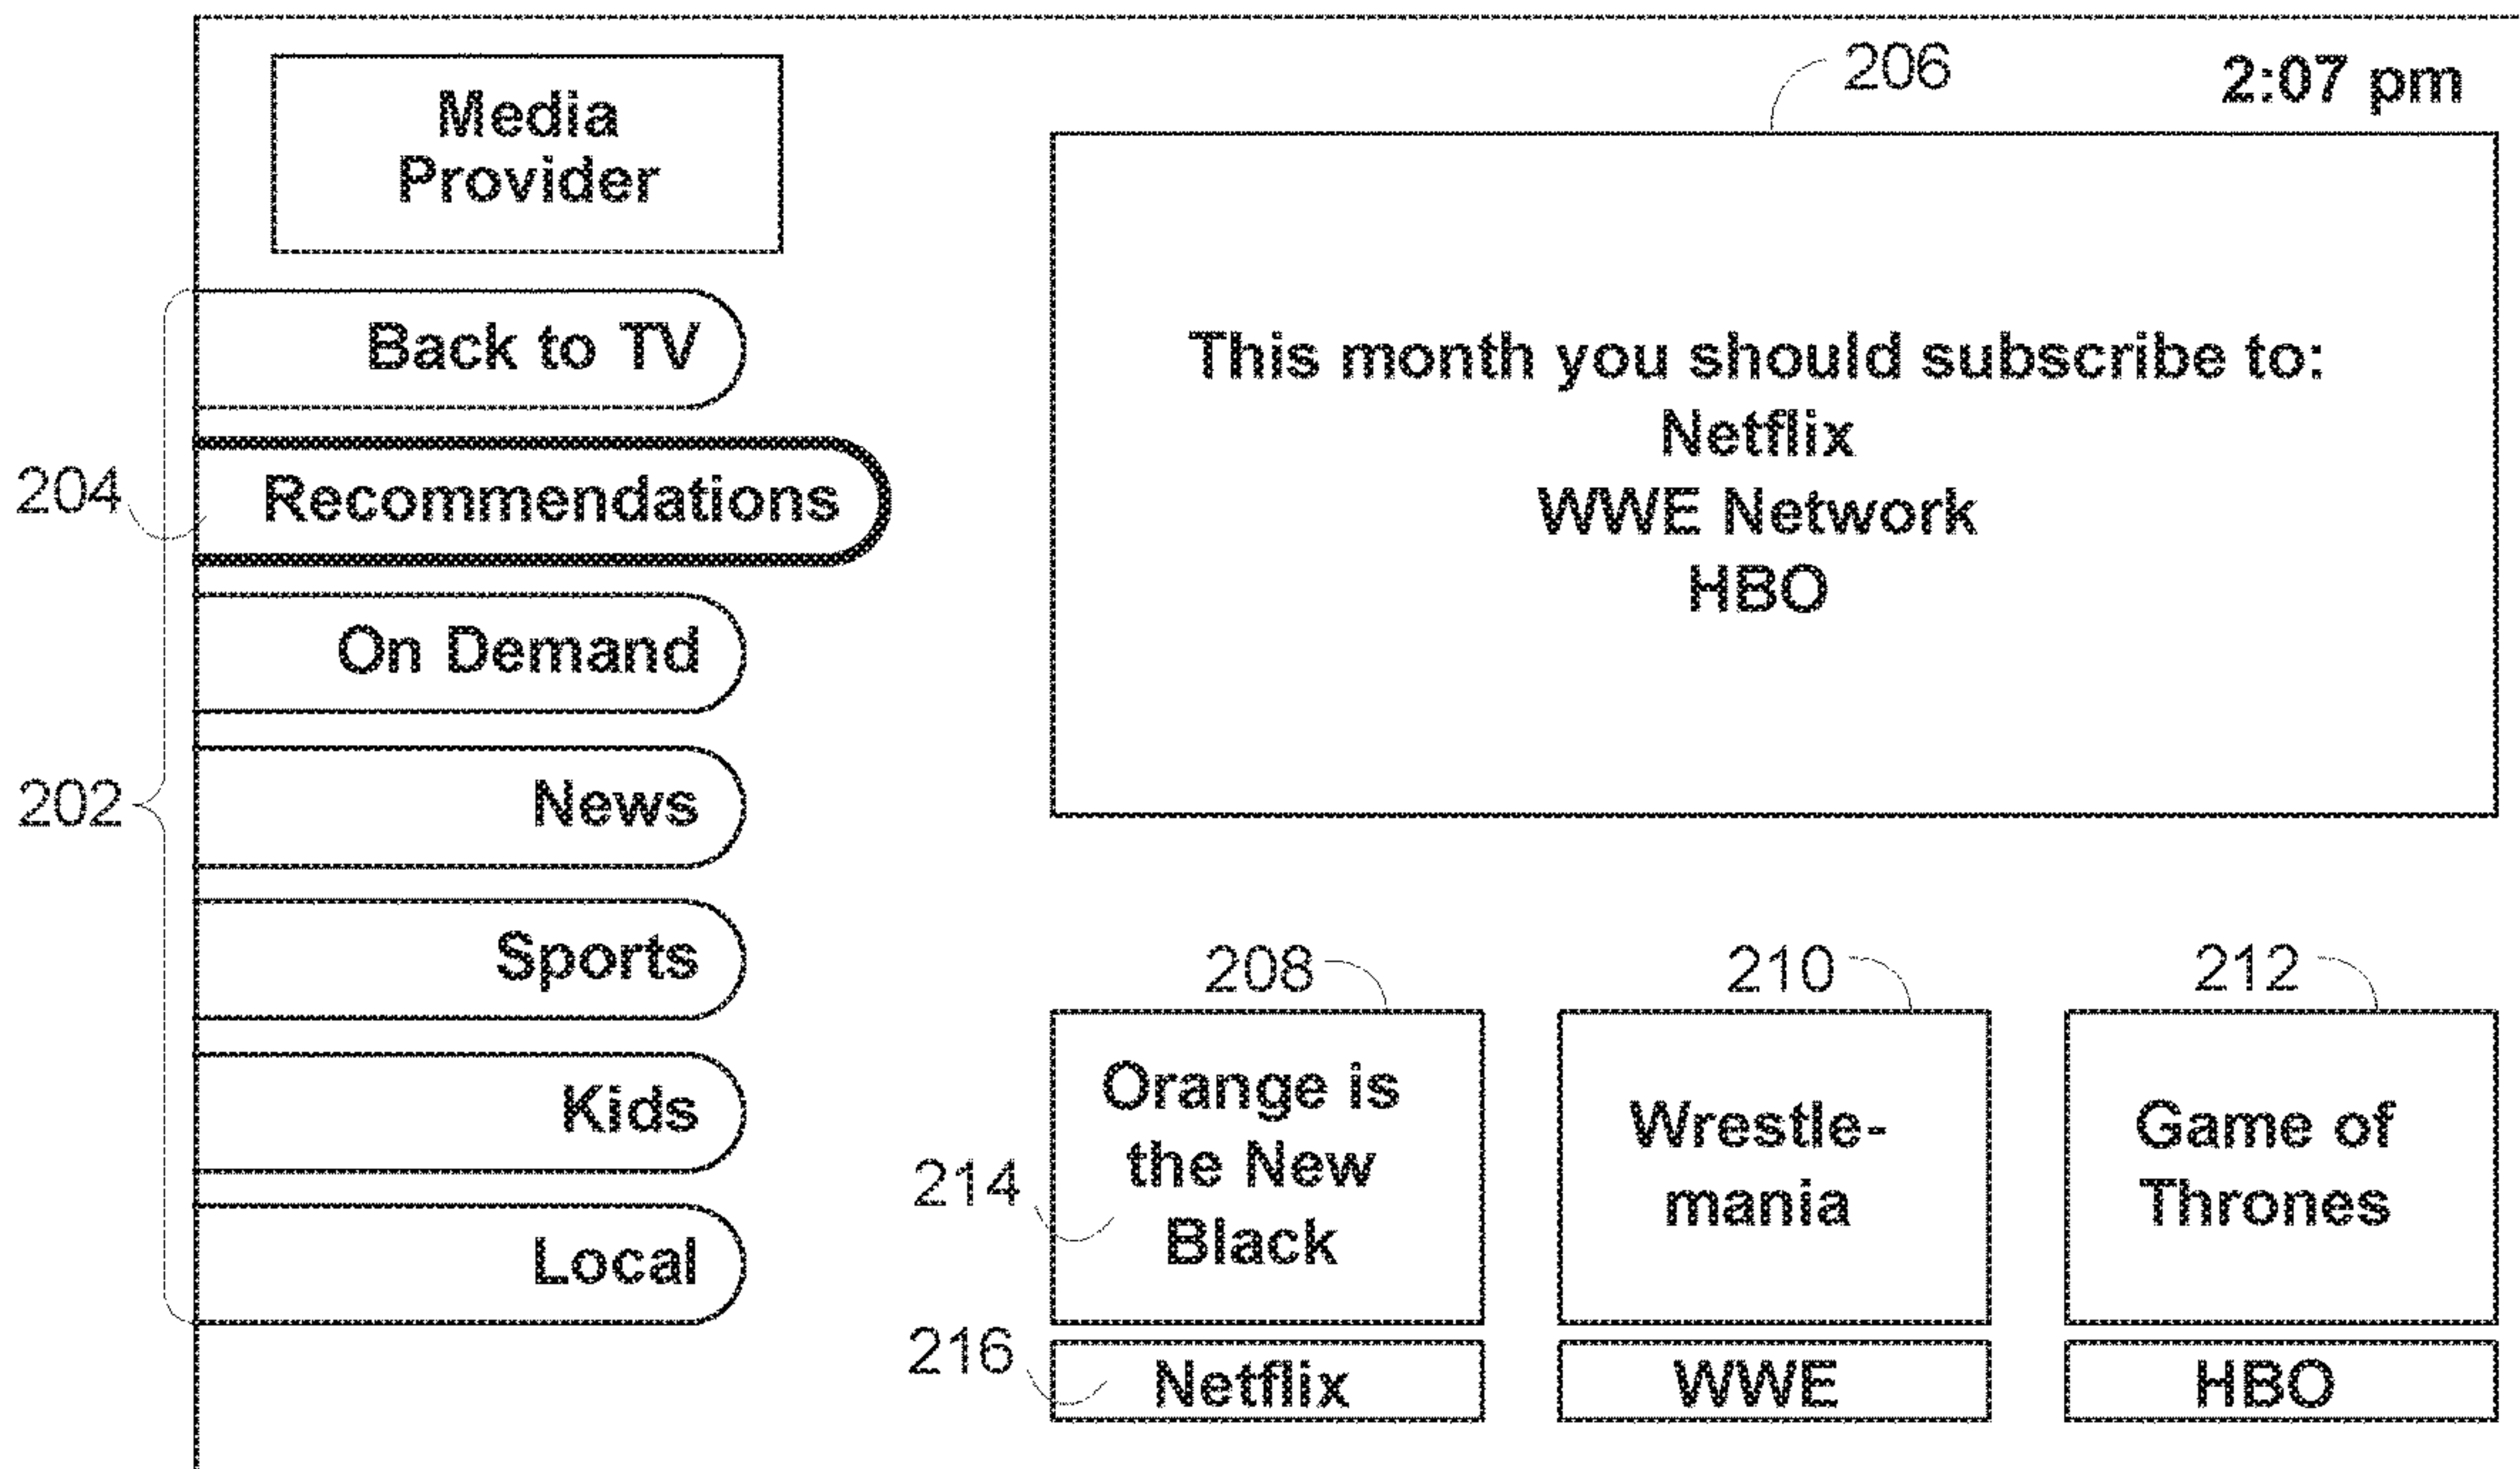 206
2:07 pm
Media
Provider
Back to TV
204
Recommendations
On Demand
202
News
Sports
Kids
Local
This month you should subscribe to:
Netflix
WWE Network
HBO
208
210
212
214
Orange is
the New
Black
Wrestle-
mania
Game of
Thrones
216
Netflix
WWE
HBO